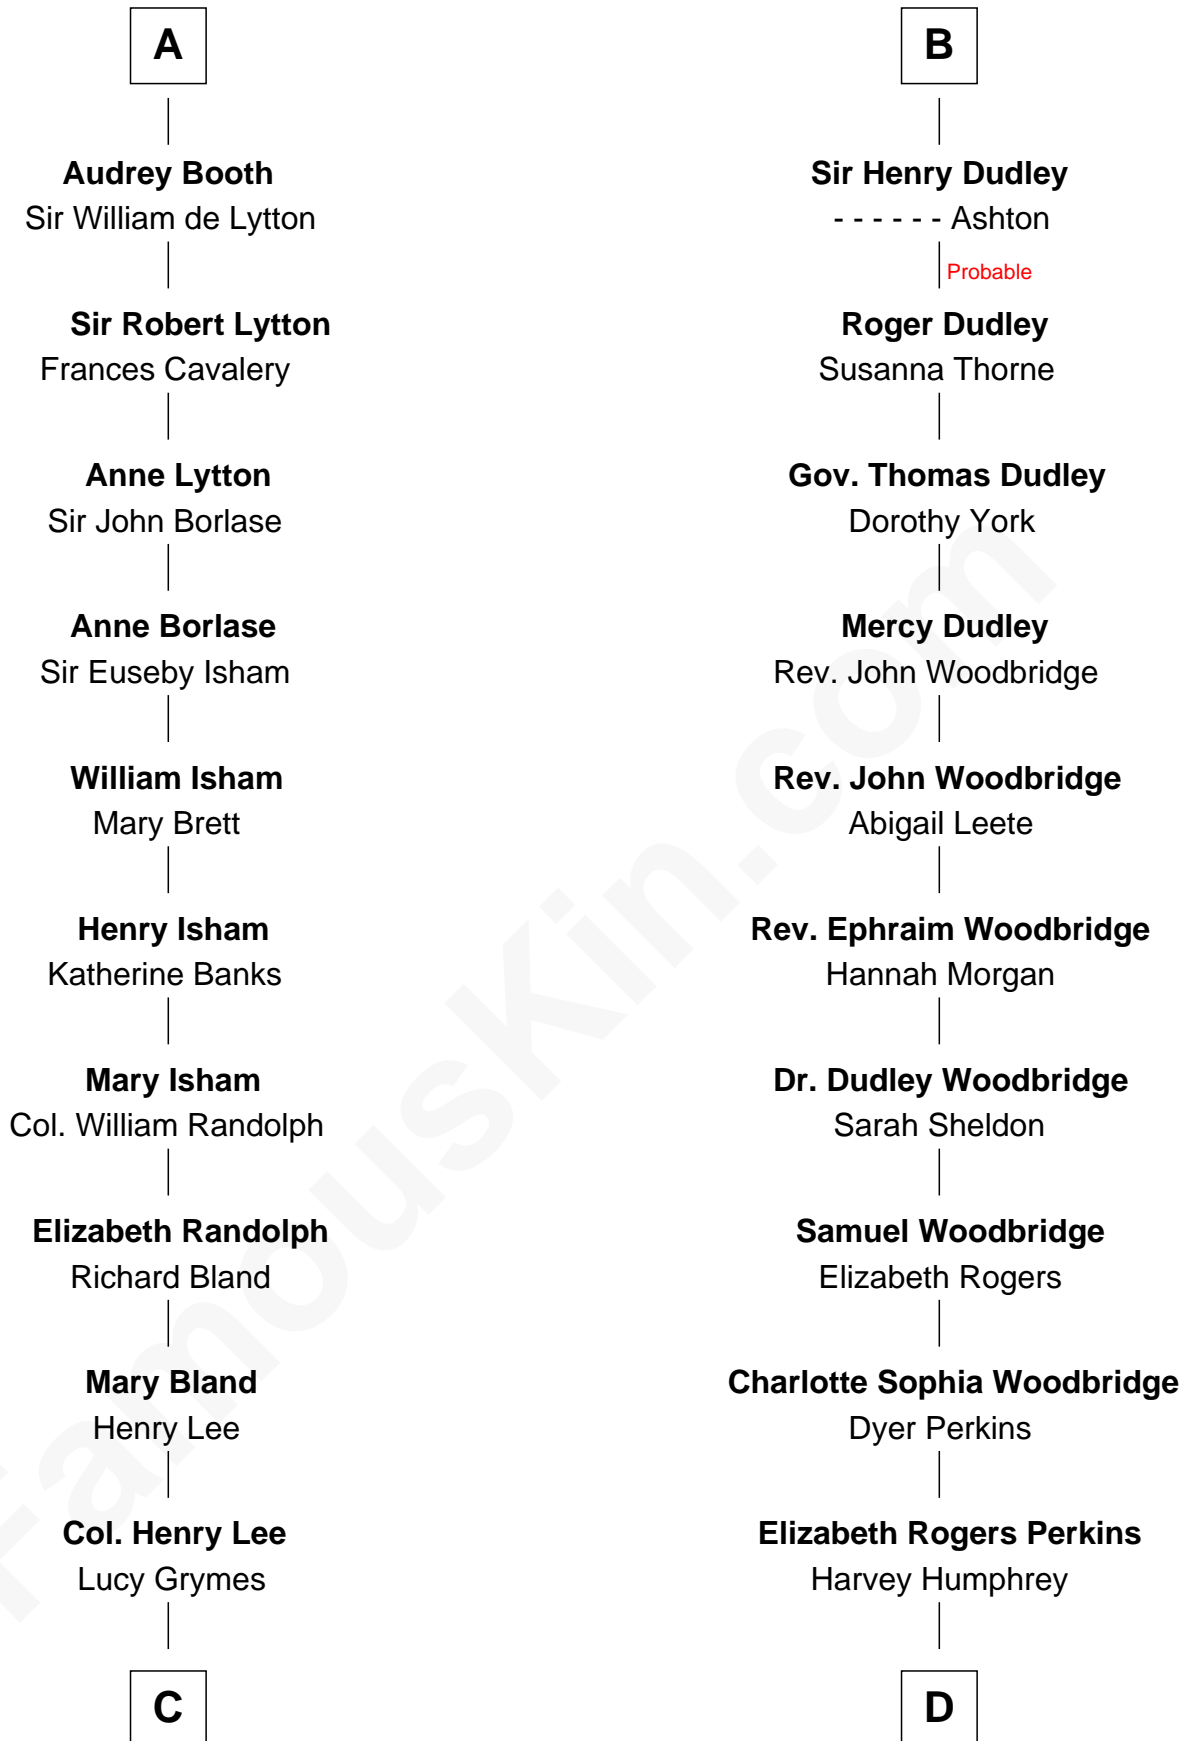 A
Audrey Booth
Sir William de Lytton
Sir Robert Lytton
Frances Cavalery
Anne Lytton
Sir John Borlase
Anne Borlase
Sir Euseby Isham
William Isham
Mary Brett
Henry Isham
Katherine Banks
Mary Isham
Col. William Randolph
Elizabeth Randolph
Richard Bland
Mary Bland
Henry Lee
Col. Henry Lee
Lucy Grymes
C
B
Sir Henry Dudley
- - - - - - Ashton
Probable
Roger Dudley
Susanna Thorne
Gov. Thomas Dudley
Dorothy York
Mercy Dudley
Rev. John Woodbridge
Rev. John Woodbridge
Abigail Leete
Rev. Ephraim Woodbridge
Hannah Morgan
Dr. Dudley Woodbridge
Sarah Sheldon
Samuel Woodbridge
Elizabeth Rogers
Charlotte Sophia Woodbridge
Dyer Perkins
Elizabeth Rogers Perkins
Harvey Humphrey
D
FamousKin.com